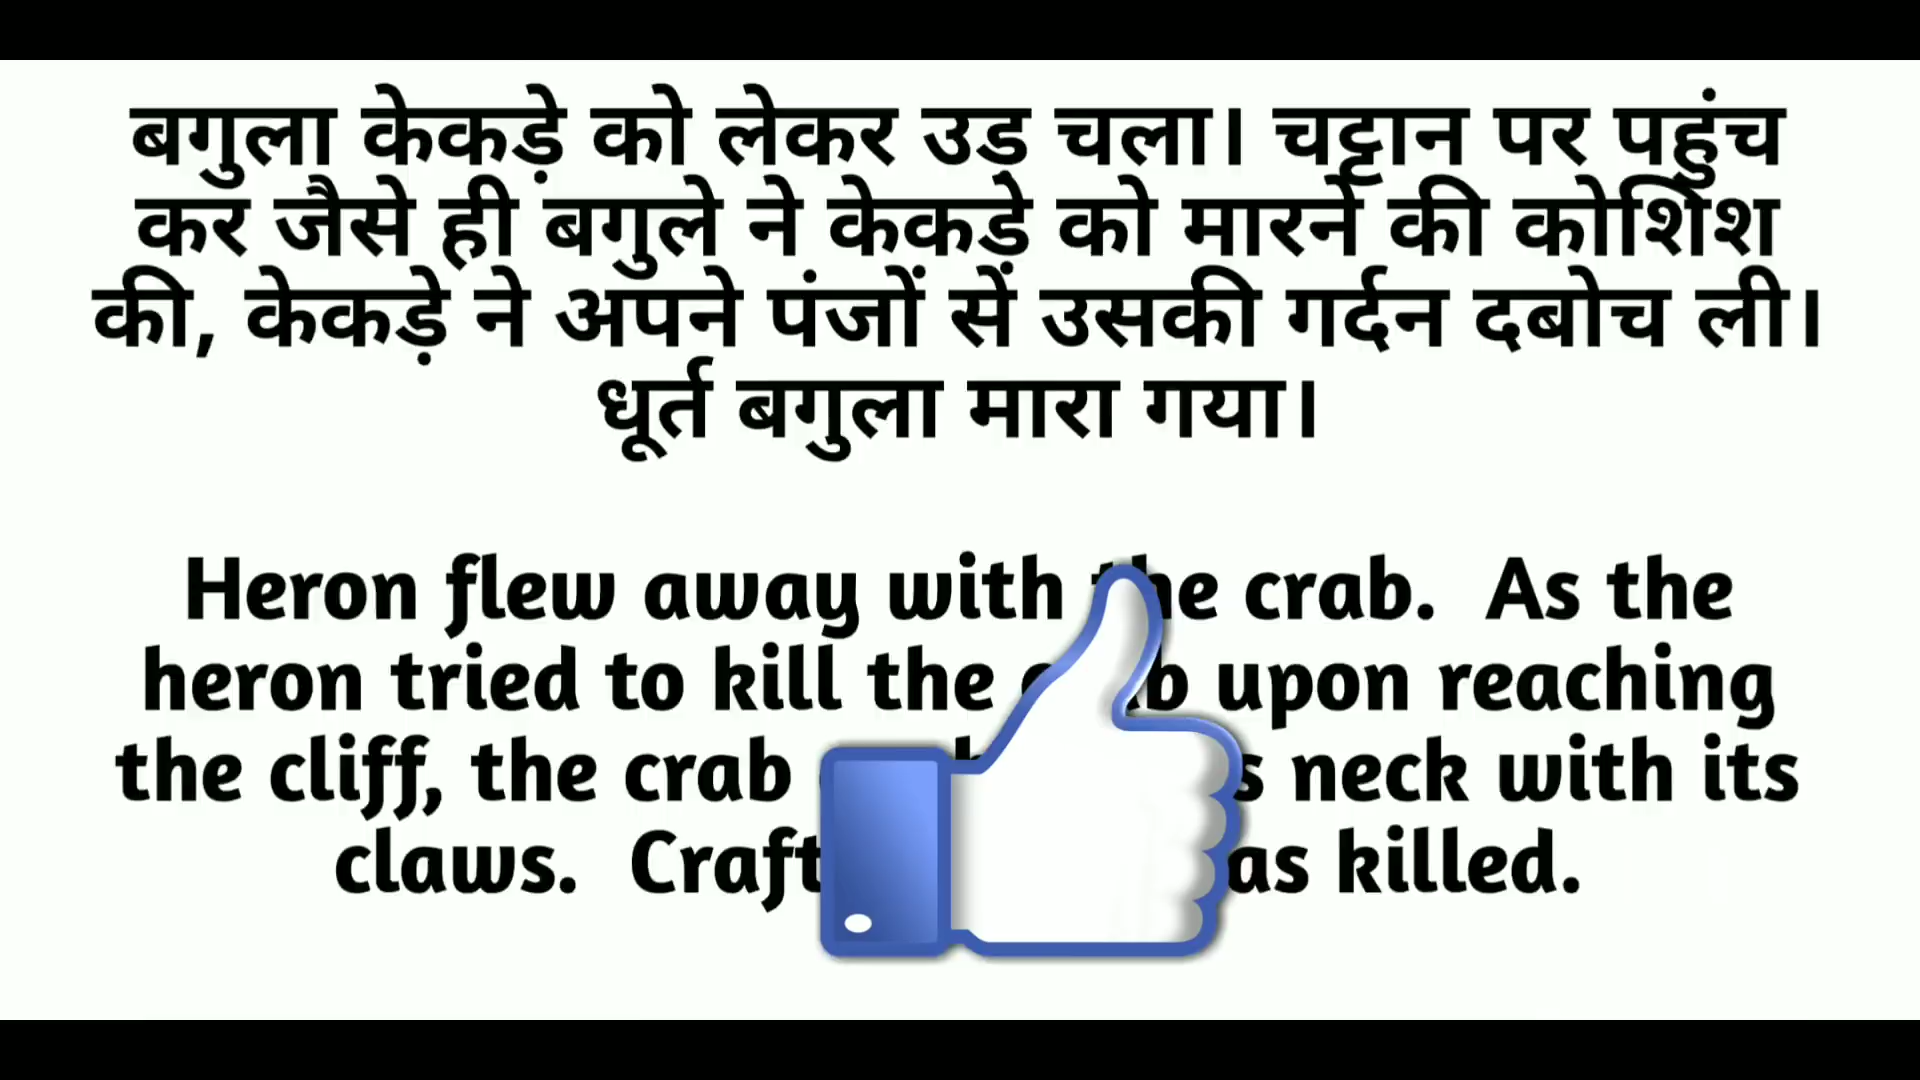 बगुला केकड़े को लेकर उड़ चला। चट्टान पर पहुंच
कर जैसे ही बगुले ने केकड़े को मारने की कोशिश
की, केकड़े ने अपने पंजों से उसकी गर्दन दबोच ली।
धूर्त बगुला मारा गया।
Heron flew away with the crab. As the
heron tried to kill the upon reaching
the cliff, the crab neck with its
claws. killed.